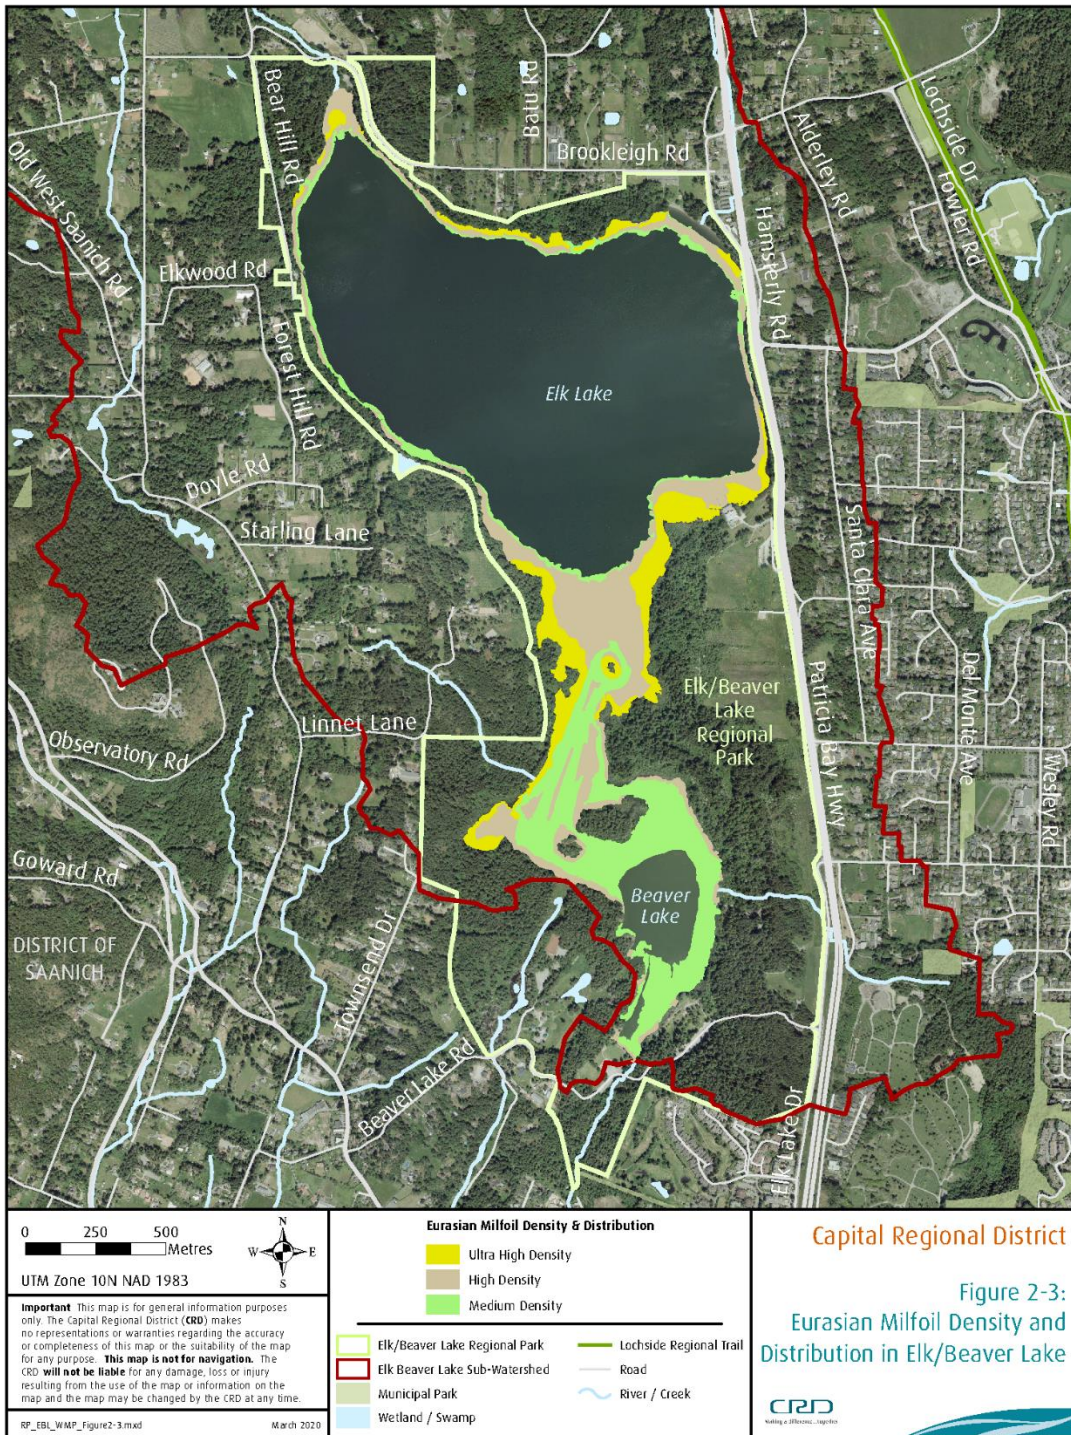 Bear Hill Rd
Banu Rd
Brookleigh Rd
Lochside Dr
Alderley Rd
Fowler Rd
Old West Saanich Rd
Elkwood Rd
Hamsterly Rd
Forest Hill Rd
Elk Lake
Doyle Rd
Starling Lane
Santa Clara Ave
Elk/Beaver
Lake
Regional
Park
Linnet Lane
Observatory Rd
Patricia Bay Hwy
Del Monte Ave
Wesley Rd
Goward Rd
Beaver
Lake
DISTRICT OF
SAANICH
Townsend Dr
Beaver Lake Rd
Elk Lake Dr
0 250 500
Metres
N
W E
S
UTM Zone 10N NAD 1983
Important This map is for general information purposes
only. The Capital Regional District (CRD) makes
no representations or warranties regarding the accuracy
or completeness of this map or the suitability of the map
for any purpose. This map is not for navigation. The
CRD will not be liable for any damage, loss or injury
resulting from the use of the map or information on the
map and the map may be changed by the CRD at any time.
RP_EBL_WMP_Figure2-3.mxd March 2020
Eurasian Milfoil Density & Distribution
Ultra High Density
High Density
Medium Density
Elk/Beaver Lake Regional Park
Elk Beaver Lake Sub-Watershed
Municipal Park
Wetland / Swamp
Lochside Regional Trail
Road
River / Creek
Capital Regional District
Figure 2-3:
Eurasian Milfoil Density and
Distribution in Elk/Beaver Lake
CRD
Making a difference...together